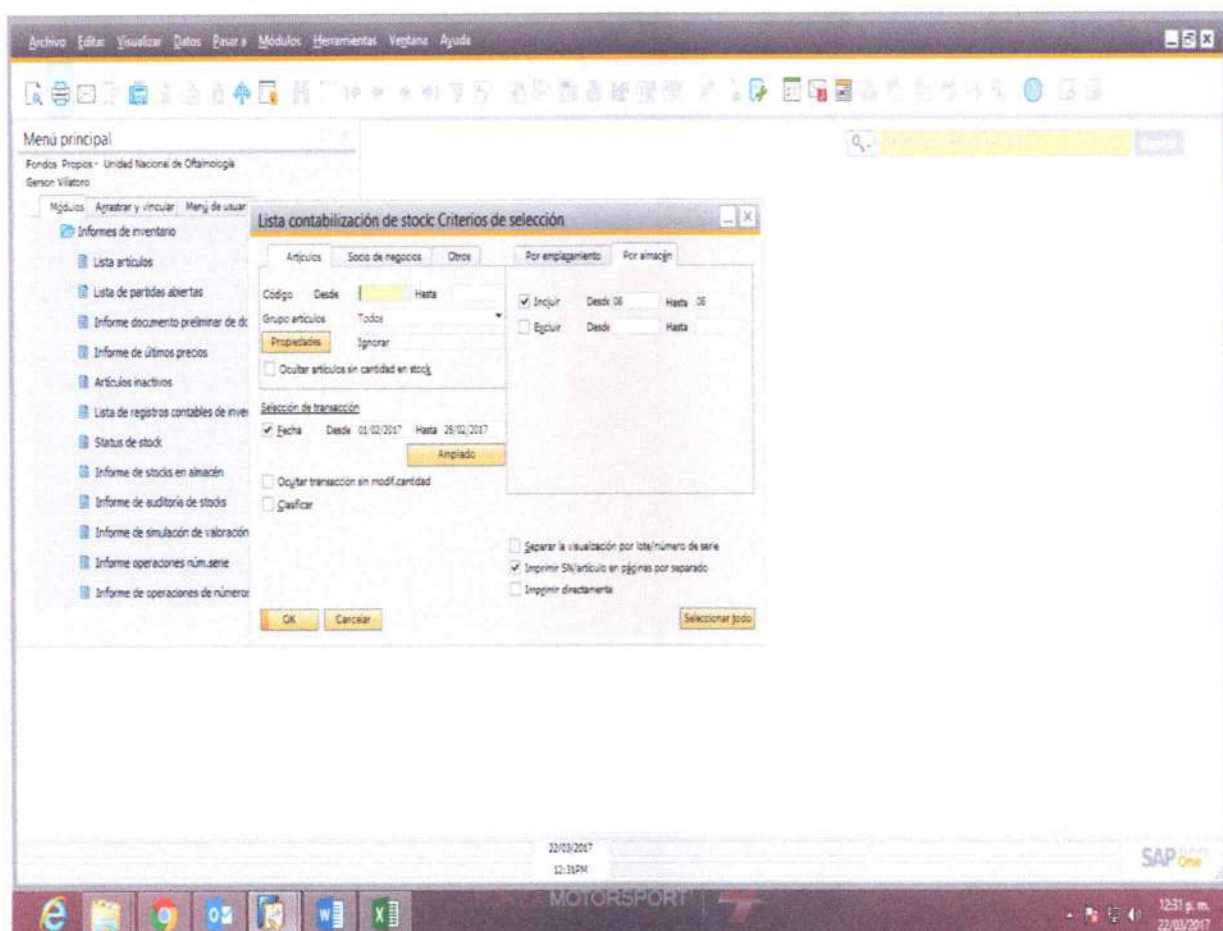 Archivo Editar Visualizar Datos Pasar a Módulos Herramientas Ventana Ayuda
Menú principal
Fondos Propios - Unidad Nacional de Oftalmología
Gerson Villatoro
Módulos Arrastrar y vincular Menú de usuar
Informes de inventario
Lista artículos
Lista de partidas abiertas
Informe documento preliminar de dc
Informe de últimos precios
Artículos inactivos
Lista de registros contables de inver
Status de stock
Informe de stocks en almacén
Informe de auditoría de stocks
Informe de simulación de valoración
Informe operaciones núm.serie
Informe de operaciones de números
Lista contabilización de stock: Criterios de selección
Artículos Socio de negocios Otros
Código Desde Hasta
Grupo artículos Todos
Propiedades Ignorar
Ocultar artículos sin cantidad en stock
Selección de transacción
Fecha Desde 01/02/2017 Hasta 28/02/2017
Ampliado
Ocultar transacción sin modif.cantidad
Clasificar
Por emplazamiento Por almacén
Incluir Desde 06 Hasta 06
Excluir Desde Hasta
Separar la visualización por lote/número de serie
Imprimir SN/artículo en páginas por separado
Imprimir directamente
OK Cancelar Seleccionar todo
22/03/2017
12:31PM
SAP Business One
MOTORSPORT
12:31 p. m.
22/03/2017